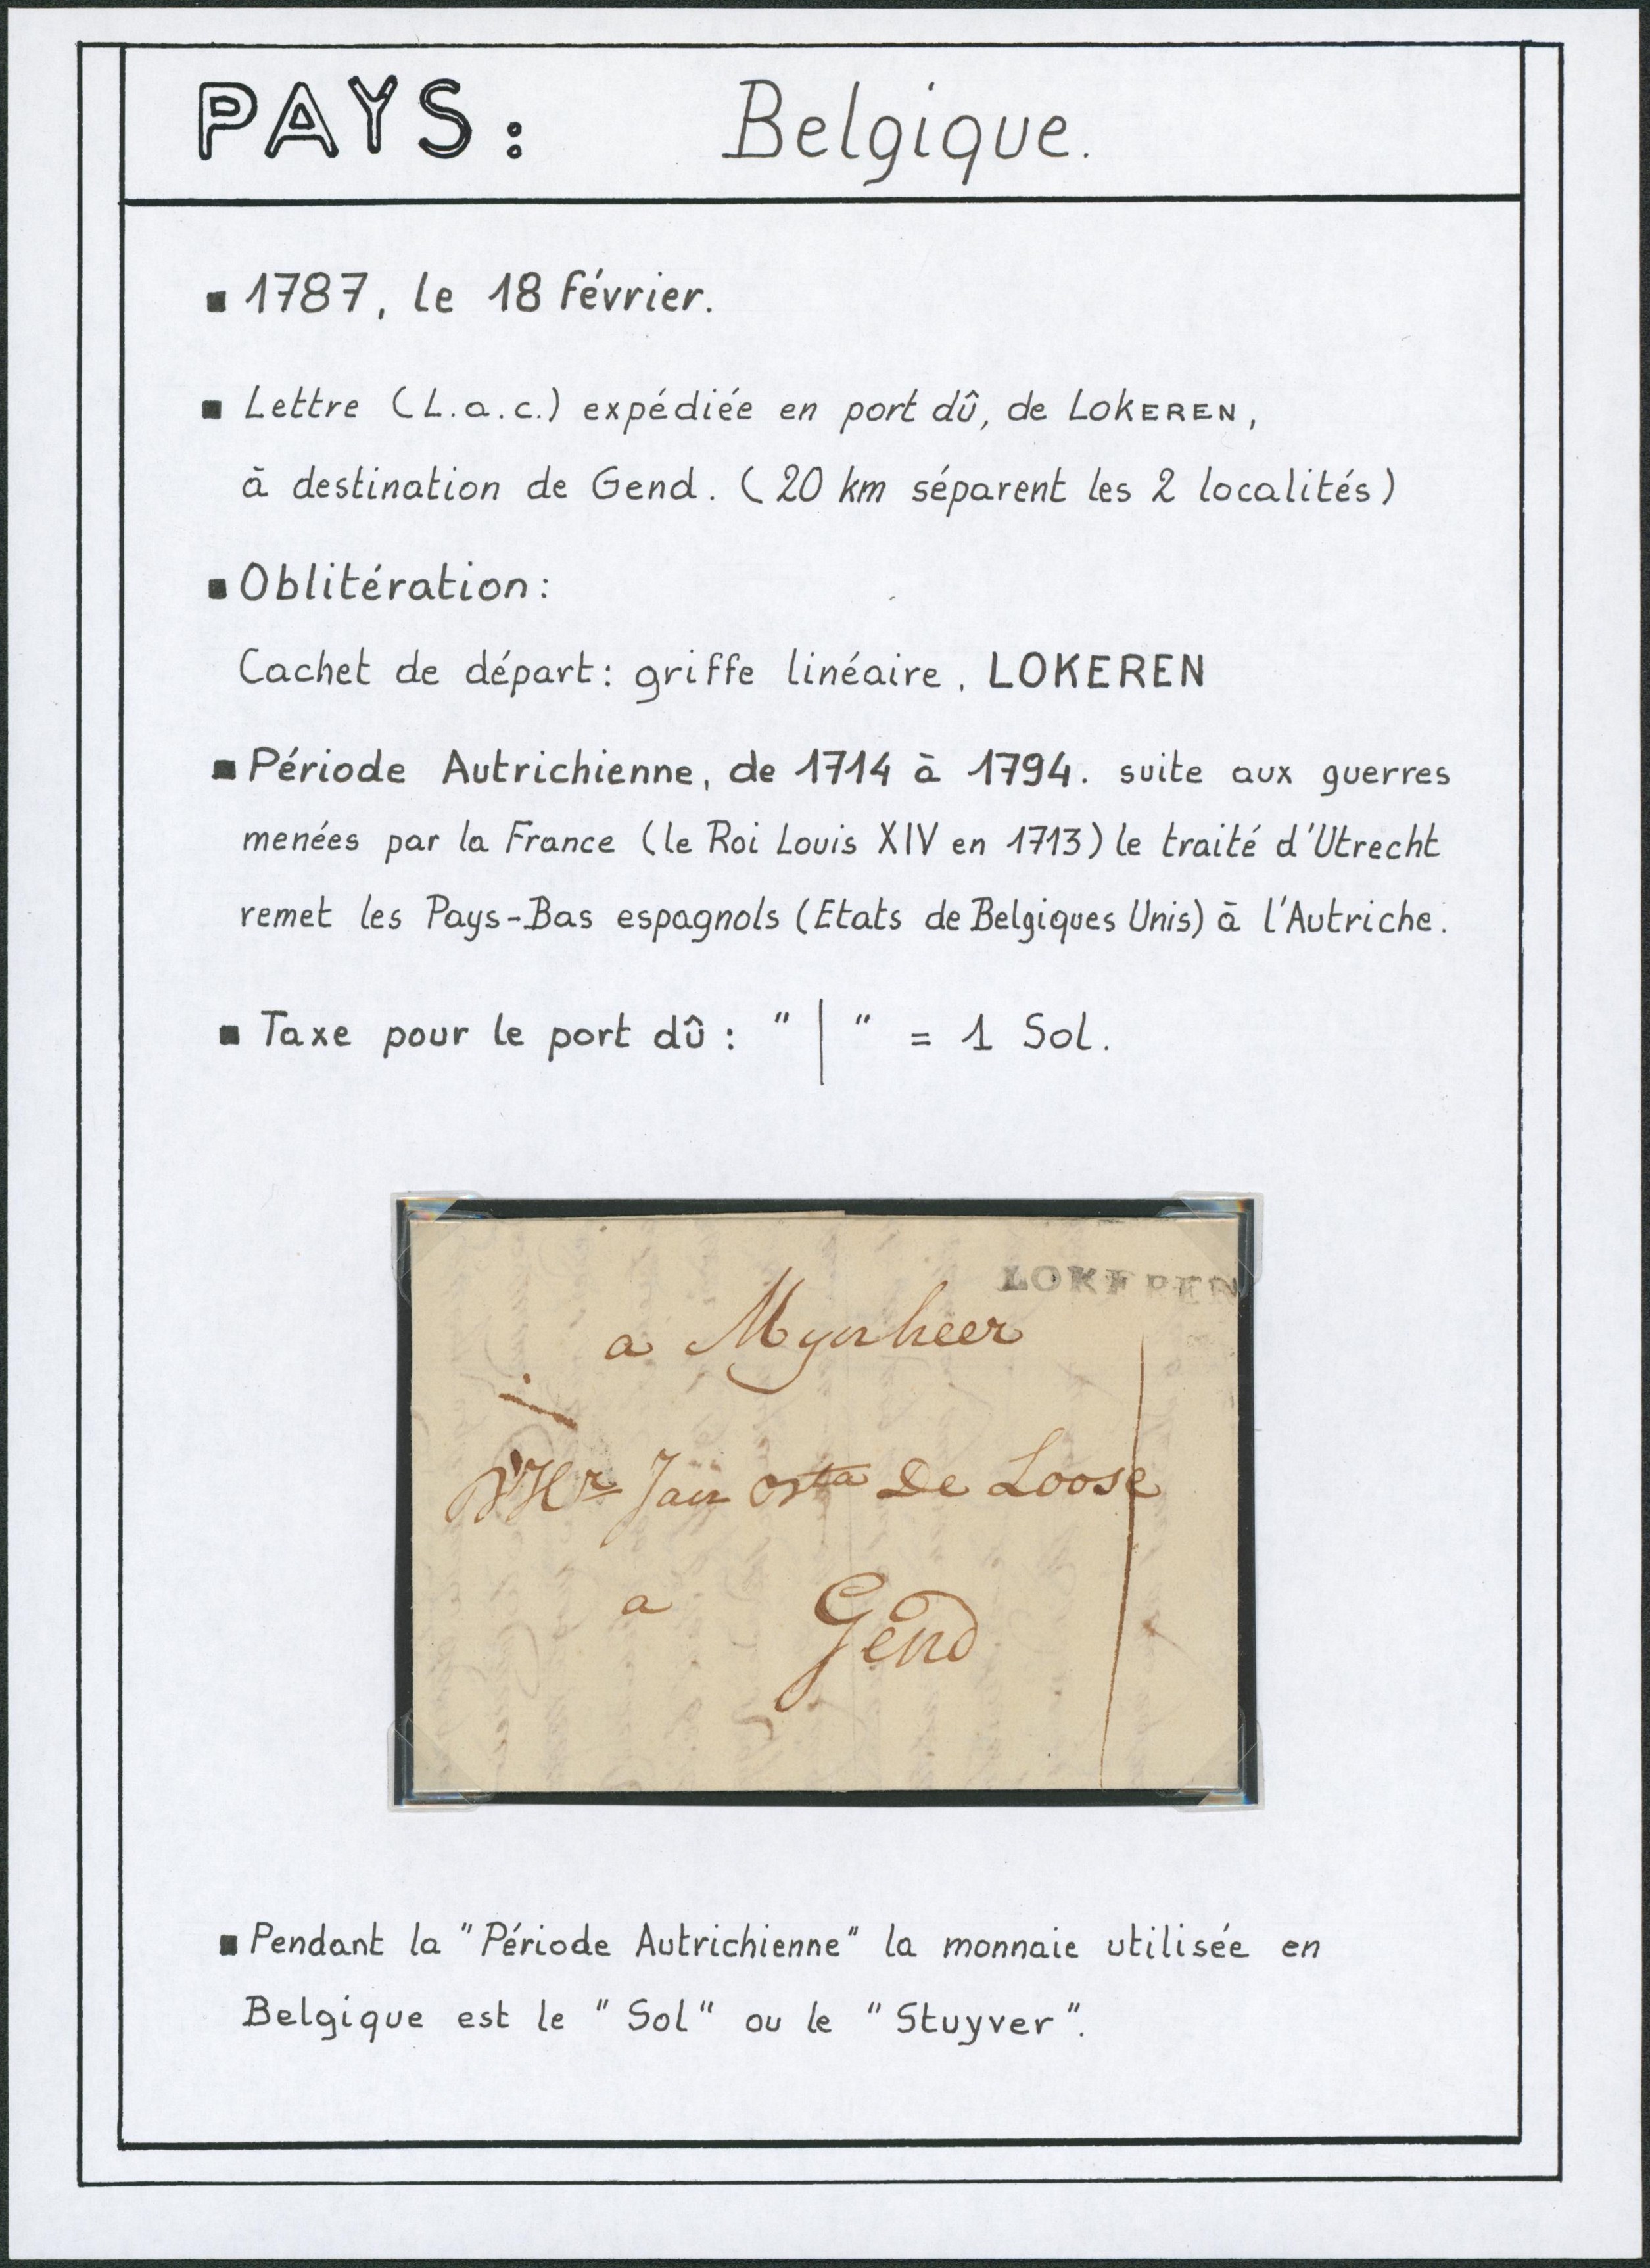 PAYS: Belgique.
▪ 1787, le 18 février.
▪ Lettre (L.a.c.) expédiée en port dû, de LOKEREN,
à destination de Gend. (20 km séparent les 2 localités)
▪ Oblitération:
Cachet de départ: griffe linéaire, LOKEREN
▪ Période Autrichienne, de 1714 à 1794. suite aux guerres
menées par la France (le Roi Louis XIV en 1713) le traité d'Utrecht
remet les Pays-Bas espagnols (Etats de Belgiques Unis) à l'Autriche.
▪ Taxe pour le port dû: "|" = 1 Sol.
LOKEREN
a Mynheer
Jan De Loose
a Gend
▪ Pendant la "Période Autrichienne" la monnaie utilisée en
Belgique est le "Sol" ou le "Stuyver".